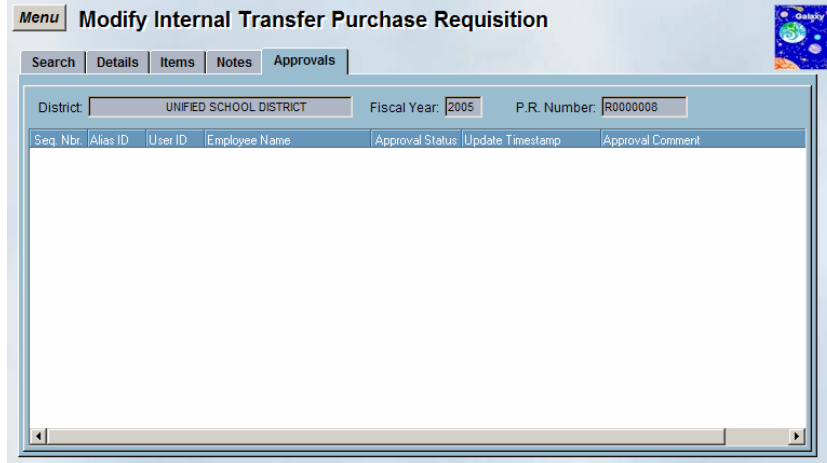 Menu Modify Internal Transfer Purchase Requisition
Galaxy
Search Details Items Notes Approvals
District: UNIFIED SCHOOL DISTRICT Fiscal Year: 2005 P.R. Number: R0000008
Seq. Nbr. Alias ID User ID Employee Name Approval Status Update Timestamp Approval Comment